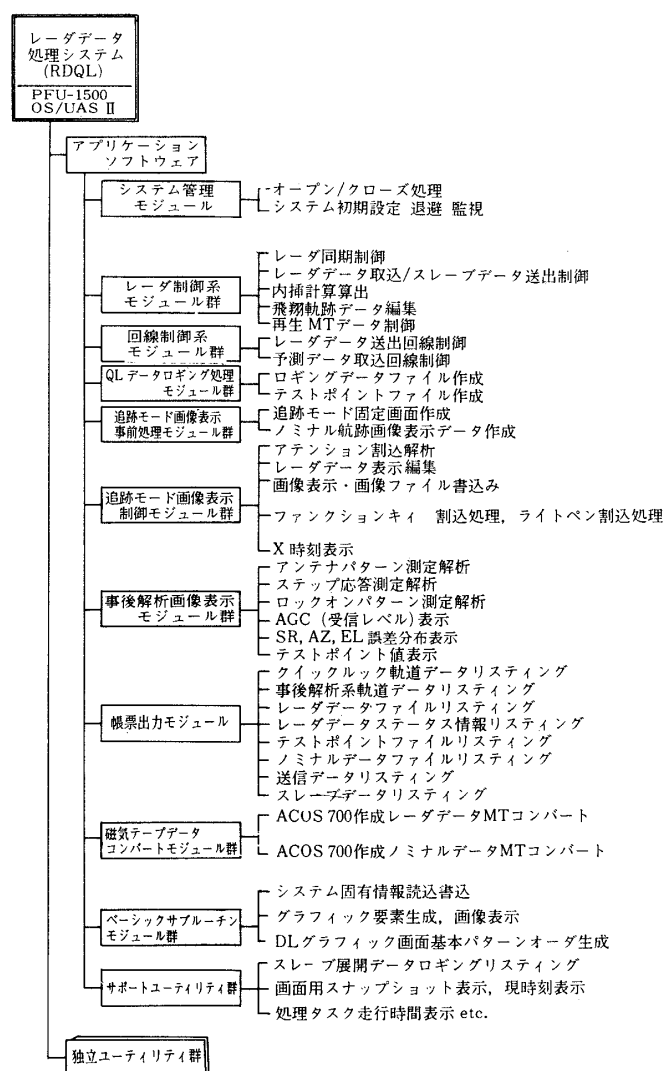 レーダデータ
処理システム
(RDQL)
PFU-1500
OS/UAS Ⅱ
アプリケーション
ソフトウェア
システム管理
モジュール
オープン/クローズ処理
システム初期設定 退避 監視
レーダ制御系
モジュール群
レーダ同期制御
レーダデータ取込/スレーブデータ送出制御
内挿計算算出
飛翔軌跡データ編集
再生MTデータ制御
回線制御系
モジュール群
レーダデータ送出回線制御
予測データ取込回線制御
QLデータロギング処理
モジュール群
ロギングデータファイル作成
テストポイントファイル作成
追跡モード画像表示
事前処理モジュール群
追跡モード固定画面作成
ノミナル航跡画像表示データ作成
追跡モード画像表示
制御モジュール群
アテンション割込解析
レーダデータ表示編集
画像表示・画像ファイル書込み
ファンクションキィ 割込処理, ライトペン割込処理
X時刻表示
事後解析画像表示
モジュール群
アンテナパターン測定解析
ステップ応答測定解析
ロックオンパターン測定解析
AGC (受信レベル)表示
SR, AZ, EL 誤差分布表示
テストポイント値表示
帳票出力モジュール
クイックルック軌道データリスティング
事後解析系軌道データリスティング
レーダデータファイルリスティング
レーダデータステータス情報リスティング
テストポイントファイルリスティング
ノミナルデータファイルリスティング
送信データリスティング
スレーブデータリスティング
磁気テープデータ
コンバートモジュール群
ACOS 700作成レーダデータMTコンバート
ACOS 700作成ノミナルデータMTコンバート
ベーシックサブルーチン
モジュール群
システム固有情報読込書込
グラフィック要素生成, 画像表示
DLグラフィック画面基本パターンオーダ生成
サポートユーティリティ群
スレーブ展開データロギングリスティング
画面用スナップショット表示, 現時刻表示
処理タスク走行時間表示 etc.
独立ユーティリティ群